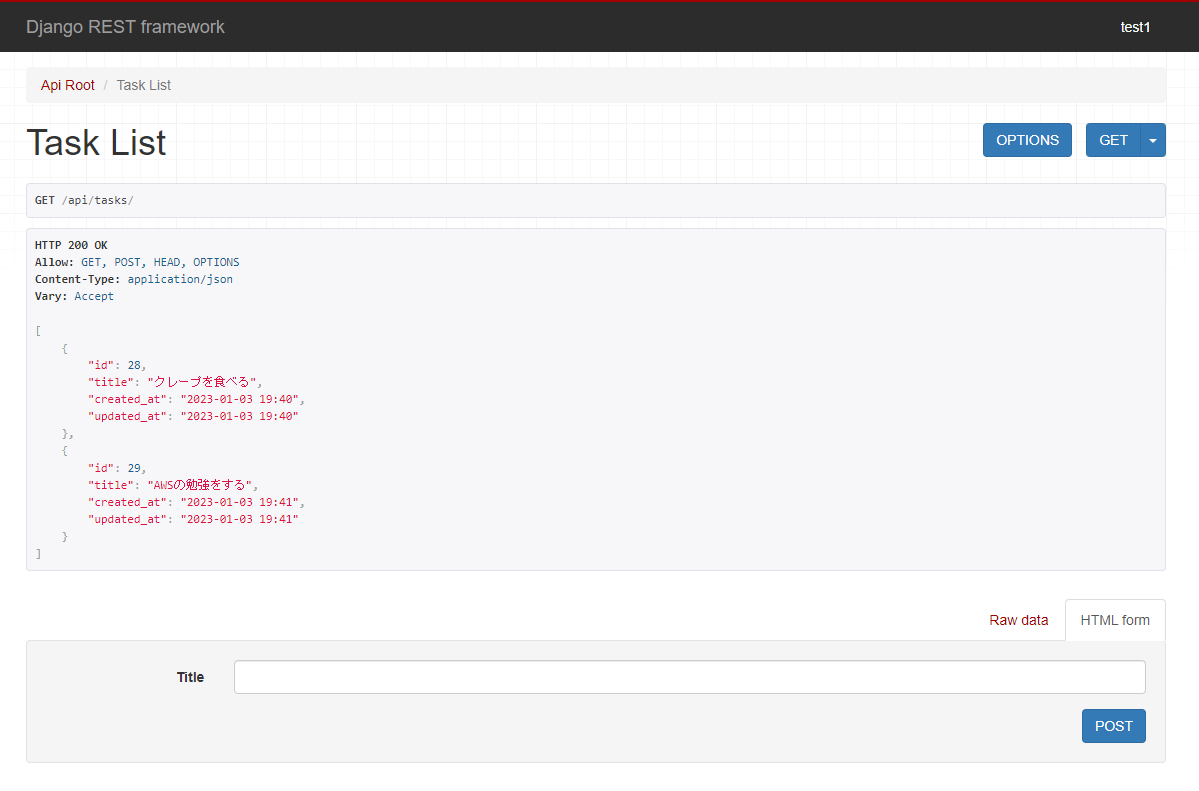 Django REST framework test1
Api Root / Task List
Task List OPTIONS GET
GET /api/tasks/
HTTP 200 OK
Allow: GET, POST, HEAD, OPTIONS
Content-Type: application/json
Vary: Accept
[
    {
        "id": 28,
        "title": "クレープを食べる",
        "created_at": "2023-01-03 19:40",
        "updated_at": "2023-01-03 19:40"
    },
    {
        "id": 29,
        "title": "AWSの勉強をする",
        "created_at": "2023-01-03 19:41",
        "updated_at": "2023-01-03 19:41"
    }
]
Raw data HTML form
Title
POST